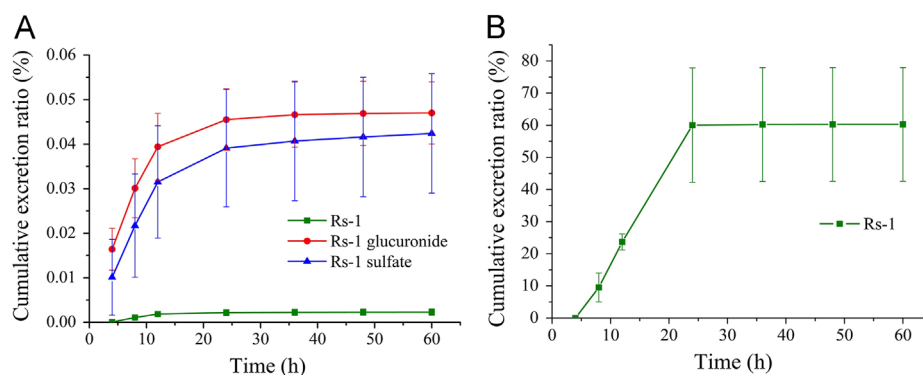 A
Cumulative excretion ratio (%)
0.06
0.05
0.04
0.03
0.02
0.01
0.00
Rs-1
Rs-1 glucuronide
Rs-1 sulfate
0 10 20 30 40 50 60
Time (h)
B
Cumulative excretion ratio (%)
80
70
60
50
40
30
20
10
0
Rs-1
0 10 20 30 40 50 60
Time (h)